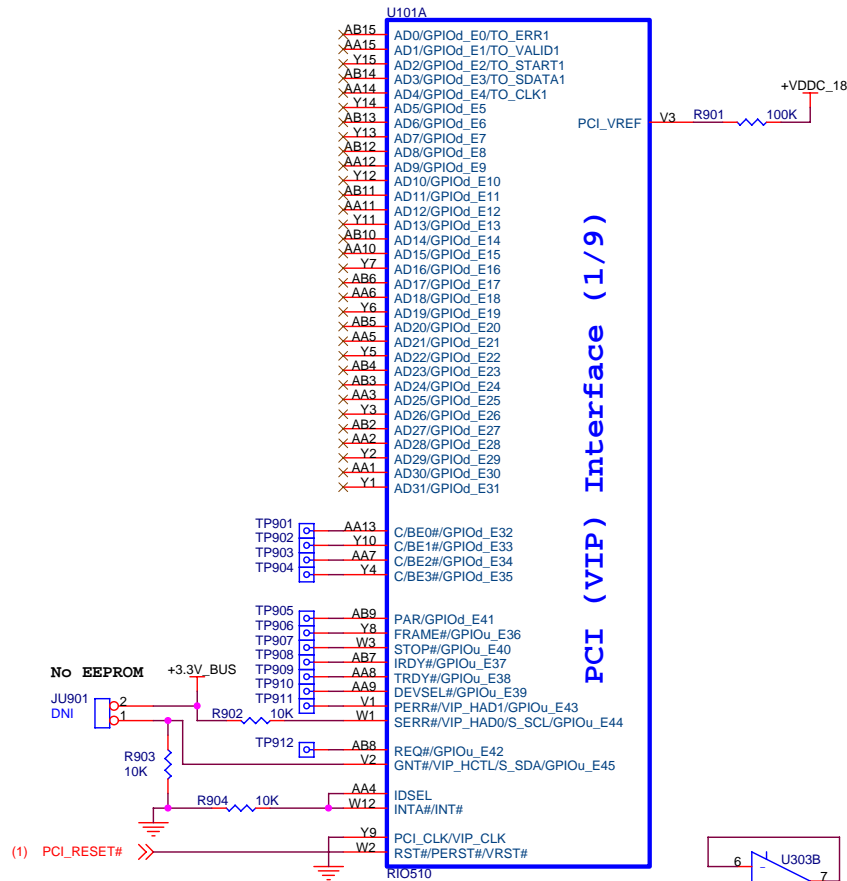 U101A
AB15 AD0/GPIOd_E0/TO_ERR1
AA15 AD1/GPIOd_E1/TO_VALID1
Y15 AD2/GPIOd_E2/TO_START1
AB14 AD3/GPIOd_E3/TO_SDATA1
AA14 AD4/GPIOd_E4/TO_CLK1
Y14 AD5/GPIOd_E5
AB13 AD6/GPIOd_E6
Y13 AD7/GPIOd_E7
AB12 AD8/GPIOd_E8
AA12 AD9/GPIOd_E9
Y12 AD10/GPIOd_E10
AB11 AD11/GPIOd_E11
AA11 AD12/GPIOd_E12
Y11 AD13/GPIOd_E13
AB10 AD14/GPIOd_E14
AA10 AD15/GPIOd_E15
Y7 AD16/GPIOd_E16
AB6 AD17/GPIOd_E17
AA6 AD18/GPIOd_E18
Y6 AD19/GPIOd_E19
AB5 AD20/GPIOd_E20
AA5 AD21/GPIOd_E21
Y5 AD22/GPIOd_E22
AB4 AD23/GPIOd_E23
AB3 AD24/GPIOd_E24
AA3 AD25/GPIOd_E25
Y3 AD26/GPIOd_E26
AB2 AD27/GPIOd_E27
AA2 AD28/GPIOd_E28
Y2 AD29/GPIOd_E29
AA1 AD30/GPIOd_E30
Y1 AD31/GPIOd_E31
+VDDC_18
PCI_VREF V3 R901 100K
PCI (VIP) Interface (1/9)
TP901 AA13 C/BE0#/GPIOd_E32
TP902 Y10 C/BE1#/GPIOd_E33
TP903 AA7 C/BE2#/GPIOd_E34
TP904 Y4 C/BE3#/GPIOd_E35
TP905 AB9 PAR/GPIOd_E41
TP906 Y8 FRAME#/GPIOu_E36
TP907 W3 STOP#/GPIOu_E40
TP908 AB7 IRDY#/GPIOu_E37
TP909 AA8 TRDY#/GPIOu_E38
TP910 AA9 DEVSEL#/GPIOu_E39
TP911 V1 PERR#/VIP_HAD1/GPIOu_E43
No EEPROM +3.3V_BUS
JU901 2
DNI 1
R902 10K W1 SERR#/VIP_HAD0/S_SCL/GPIOu_E44
TP912 AB8 REQ#/GPIOu_E42
V2 GNT#/VIP_HCTL/S_SDA/GPIOu_E45
R903
10K
AA4 IDSEL
R904 10K W12 INTA#/INT#
Y9 PCI_CLK/VIP_CLK
(1) PCI_RESET# W2 RST#/PERST#/VRST#
RIO510
U303B
6 - 7